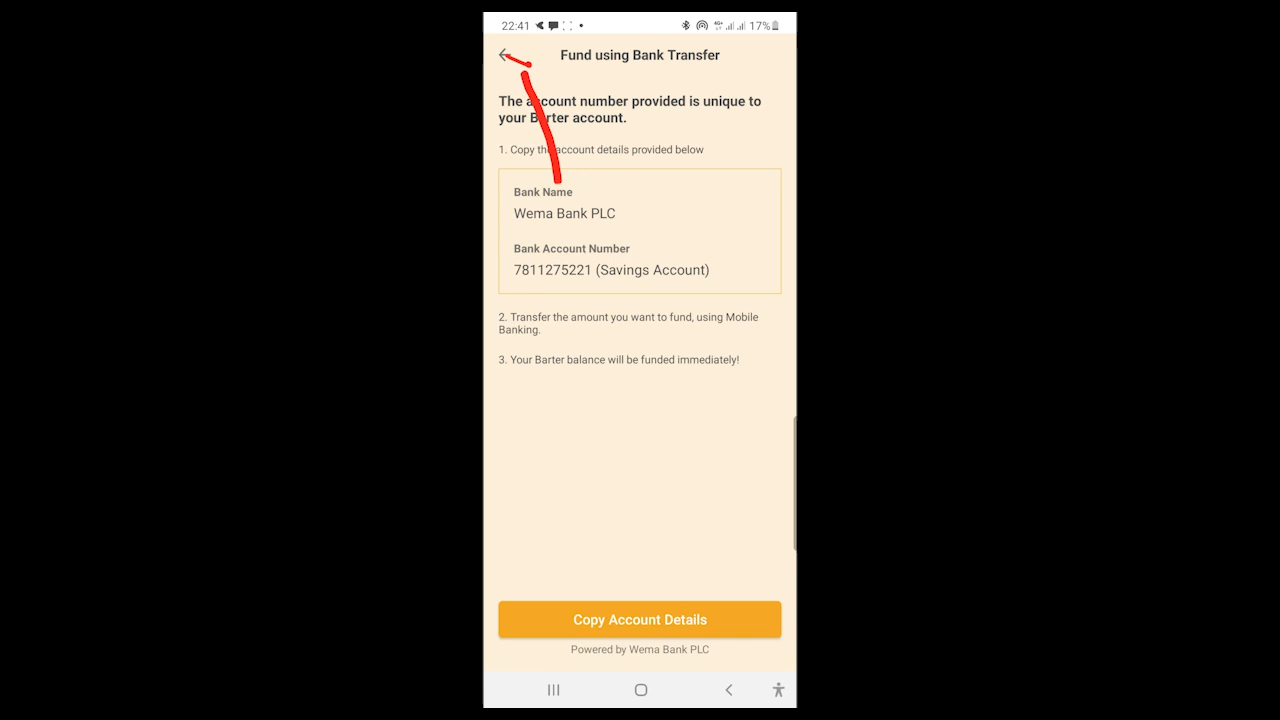 22:41
17%
Fund using Bank Transfer
The account number provided is unique to
your Barter account.
1. Copy the account details provided below
Bank Name
Wema Bank PLC
Bank Account Number
7811275221 (Savings Account)
2. Transfer the amount you want to fund, using Mobile
Banking.
3. Your Barter balance will be funded immediately!
Copy Account Details
Powered by Wema Bank PLC